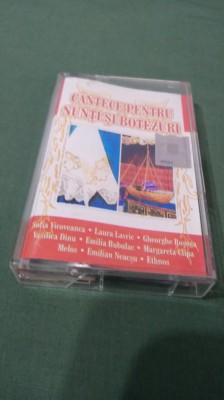 CÂNTECE PENTRU
NUNȚI ȘI BOTEZURI
Sofia Vicoveanca • Laura Lavric • Gheorghe Roșoga
Vasilica Dinu • Emilia Bubulac • Margareta Clipa
Melos • Emilian Neacșu • Ethnos